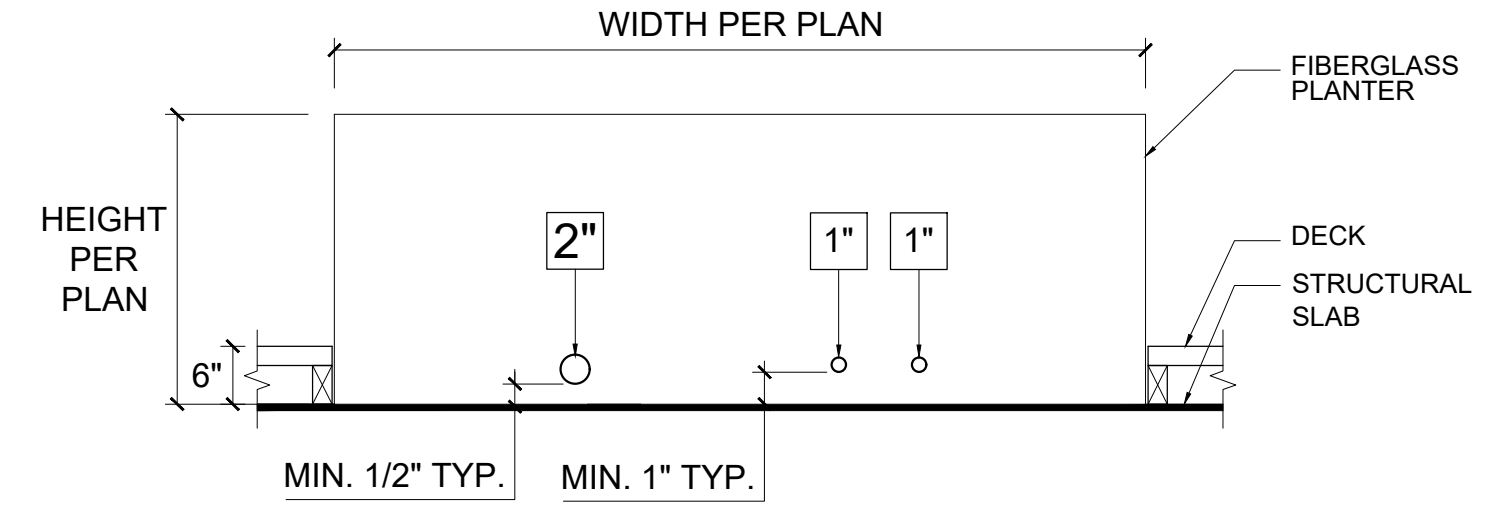 WIDTH PER PLAN
FIBERGLASS
PLANTER
HEIGHT
PER
PLAN
2"
1"
1"
DECK
STRUCTURAL
SLAB
6"
MIN. 1/2" TYP.
MIN. 1" TYP.